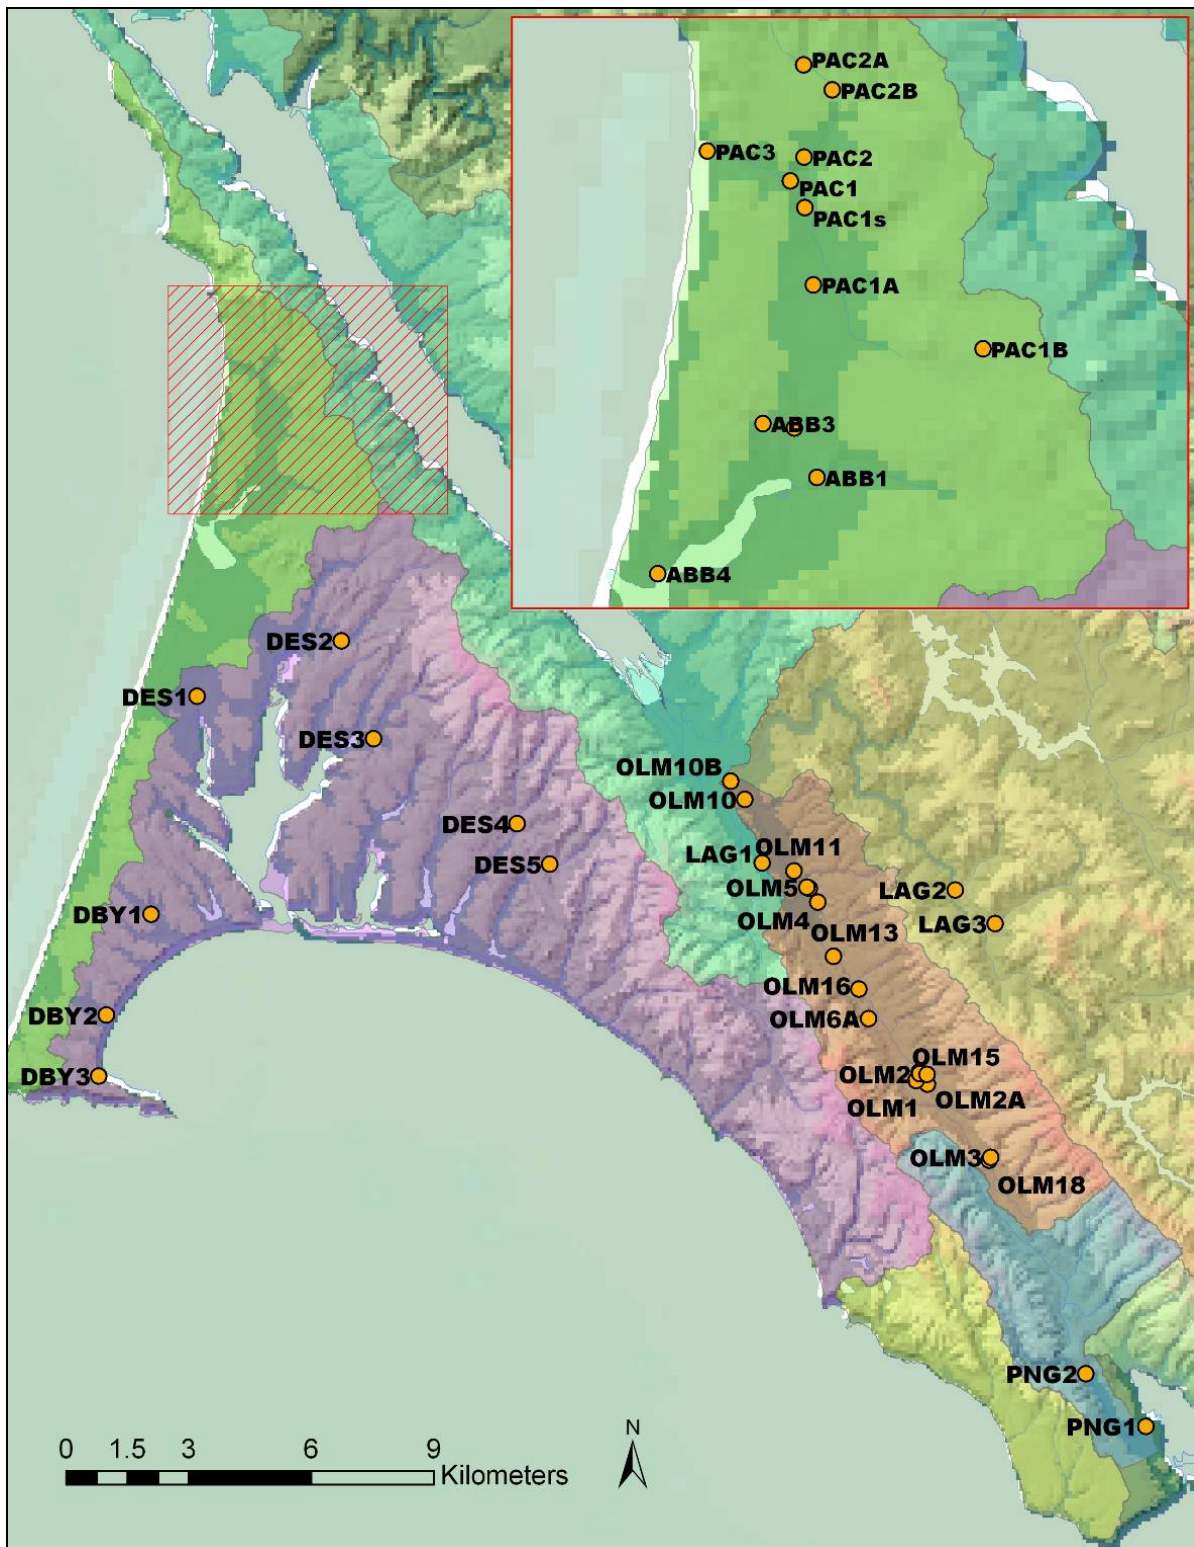 PAC2A
PAC2B
PAC3
PAC2
PAC1
PAC1s
PAC1A
PAC1B
ABB3
ABB1
ABB4
DES2
DES1
DES3
OLM10B
OLM10
DES4
OLM11
LAG1
DES5
OLM5
LAG2
DBY1
OLM4
LAG3
OLM13
OLM16
DBY2
OLM6A
OLM15
DBY3
OLM2
OLM2A
OLM1
OLM3
OLM18
PNG2
PNG1
N
0 1.5 3 6 9
Kilometers